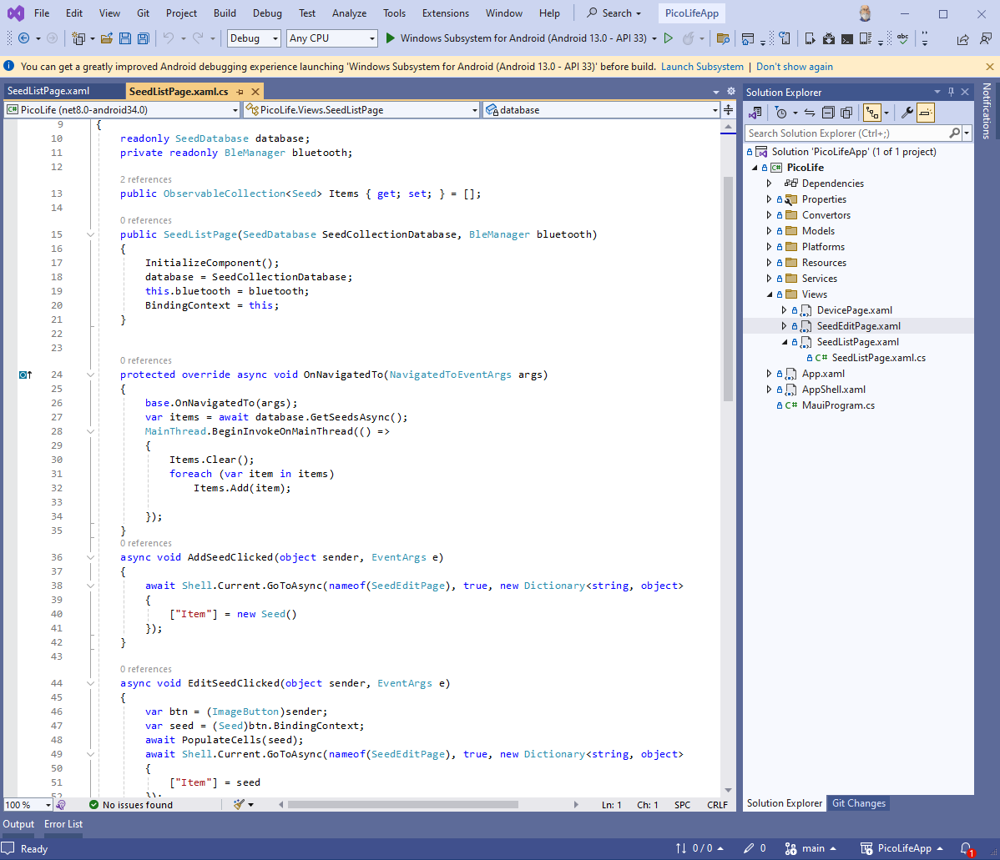 File Edit View Git Project Build Debug Test Analyze Tools Extensions Window Help Search PicoLifeApp
Debug Any CPU Windows Subsystem for Android (Android 13.0 - API 33) abc
You can get a greatly improved Android debugging experience launching 'Windows Subsystem for Android (Android 13.0 - API 33)' before build. Launch Subsystem Don't show again
SeedListPage.xaml SeedListPage.xaml.cs
C# PicoLife (net8.0-android34.0) PicoLife.Views.SeedListPage database
9 {
10 readonly SeedDatabase database;
11 private readonly BleManager bluetooth;
12
2 references
13 public ObservableCollection<Seed> Items { get; set; } = [];
14
0 references
15 public SeedListPage(SeedDatabase SeedCollectionDatabase, BleManager bluetooth)
16 {
17 InitializeComponent();
18 database = SeedCollectionDatabase;
19 this.bluetooth = bluetooth;
20 BindingContext = this;
21 }
22
23
0 references
24 protected override async void OnNavigatedTo(NavigatedToEventArgs args)
25 {
26 base.OnNavigatedTo(args);
27 var items = await database.GetSeedsAsync();
28 MainThread.BeginInvokeOnMainThread(() =>
29 {
30 Items.Clear();
31 foreach (var item in items)
32 Items.Add(item);
33
34 });
35 }
0 references
36 async void AddSeedClicked(object sender, EventArgs e)
37 {
38 await Shell.Current.GoToAsync(nameof(SeedEditPage), true, new Dictionary<string, object>
39 {
40 ["Item"] = new Seed()
41 });
42 }
43
0 references
44 async void EditSeedClicked(object sender, EventArgs e)
45 {
46 var btn = (ImageButton)sender;
47 var seed = (Seed)btn.BindingContext;
48 await PopulateCells(seed);
49 await Shell.Current.GoToAsync(nameof(SeedEditPage), true, new Dictionary<string, object>
50 {
51 ["Item"] = seed
52 });
100 % No issues found Ln: 1 Ch: 1 SPC CRLF
Solution Explorer
Search Solution Explorer (Ctrl+;)
Solution 'PicoLifeApp' (1 of 1 project)
C# PicoLife
Dependencies
Properties
Convertors
Models
Platforms
Resources
Services
Views
DevicePage.xaml
SeedEditPage.xaml
SeedListPage.xaml
C# SeedListPage.xaml.cs
App.xaml
AppShell.xaml
C# MauiProgram.cs
Solution Explorer Git Changes
Notifications
Output Error List
Ready 0 / 0 0 main PicoLifeApp 1